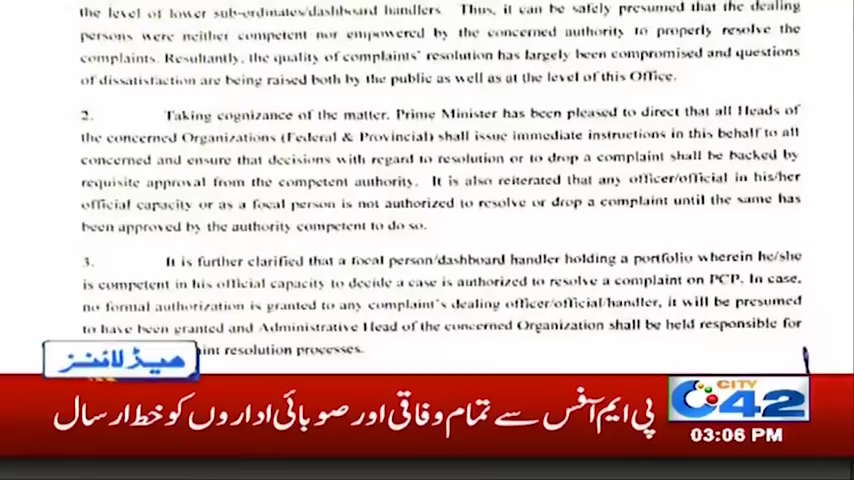 the level of lower sub-ordinates/dashboard handlers. Thus, it can be safely presumed that the dealing
persons were neither competent nor empowered by the concerned authority to properly resolve the
complaints. Resultantly, the quality of complaints' resolution has largely been compromised and questions
of dissatisfaction are being raised both by the public as well as at the level of this Office.
2. Taking cognizance of the matter, Prime Minister has been pleased to direct that all Heads of
the concerned Organizations (Federal & Provincial) shall issue immediate instructions in this behalf to all
concerned and ensure that decisions with regard to resolution or to drop a complaint shall be backed by
requisite approval from the competent authority. It is also reiterated that any officer/official in his/her
official capacity or as a focal person is not authorized to resolve or drop a complaint until the same has
been approved by the authority competent to do so.
3. It is further clarified that a focal person/dashboard handler holding a portfolio wherein he/she
is competent in his official capacity to decide a case is authorized to resolve a complaint on PCP. In case,
no formal authorization is granted to any complaint's dealing officer/official/handler, it will be presumed
to have been granted and Administrative Head of the concerned Organization shall be held responsible for
resolution processes.
ہیڈلائنز
پی ایم آفس سے تمام وفاقی اور صوبائی اداروں کو خط ارسال
CITY
42
03:06 PM